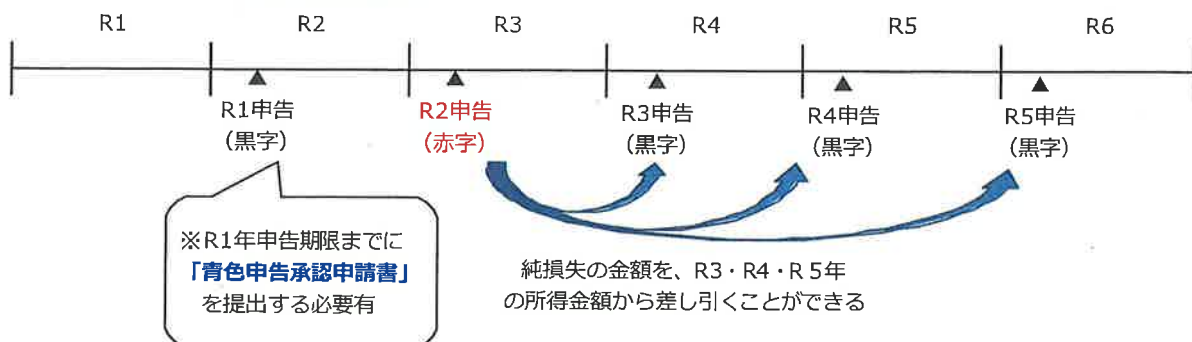 R1
R2
R3
R4
R5
R6
R1申告
(黒字)
R2申告
(赤字)
R3申告
(黒字)
R4申告
(黒字)
R5申告
(黒字)
※R1年申告期限までに
「青色申告承認申請書」
を提出する必要有
純損失の金額を、R3・R4・R5年
の所得金額から差し引くことができる